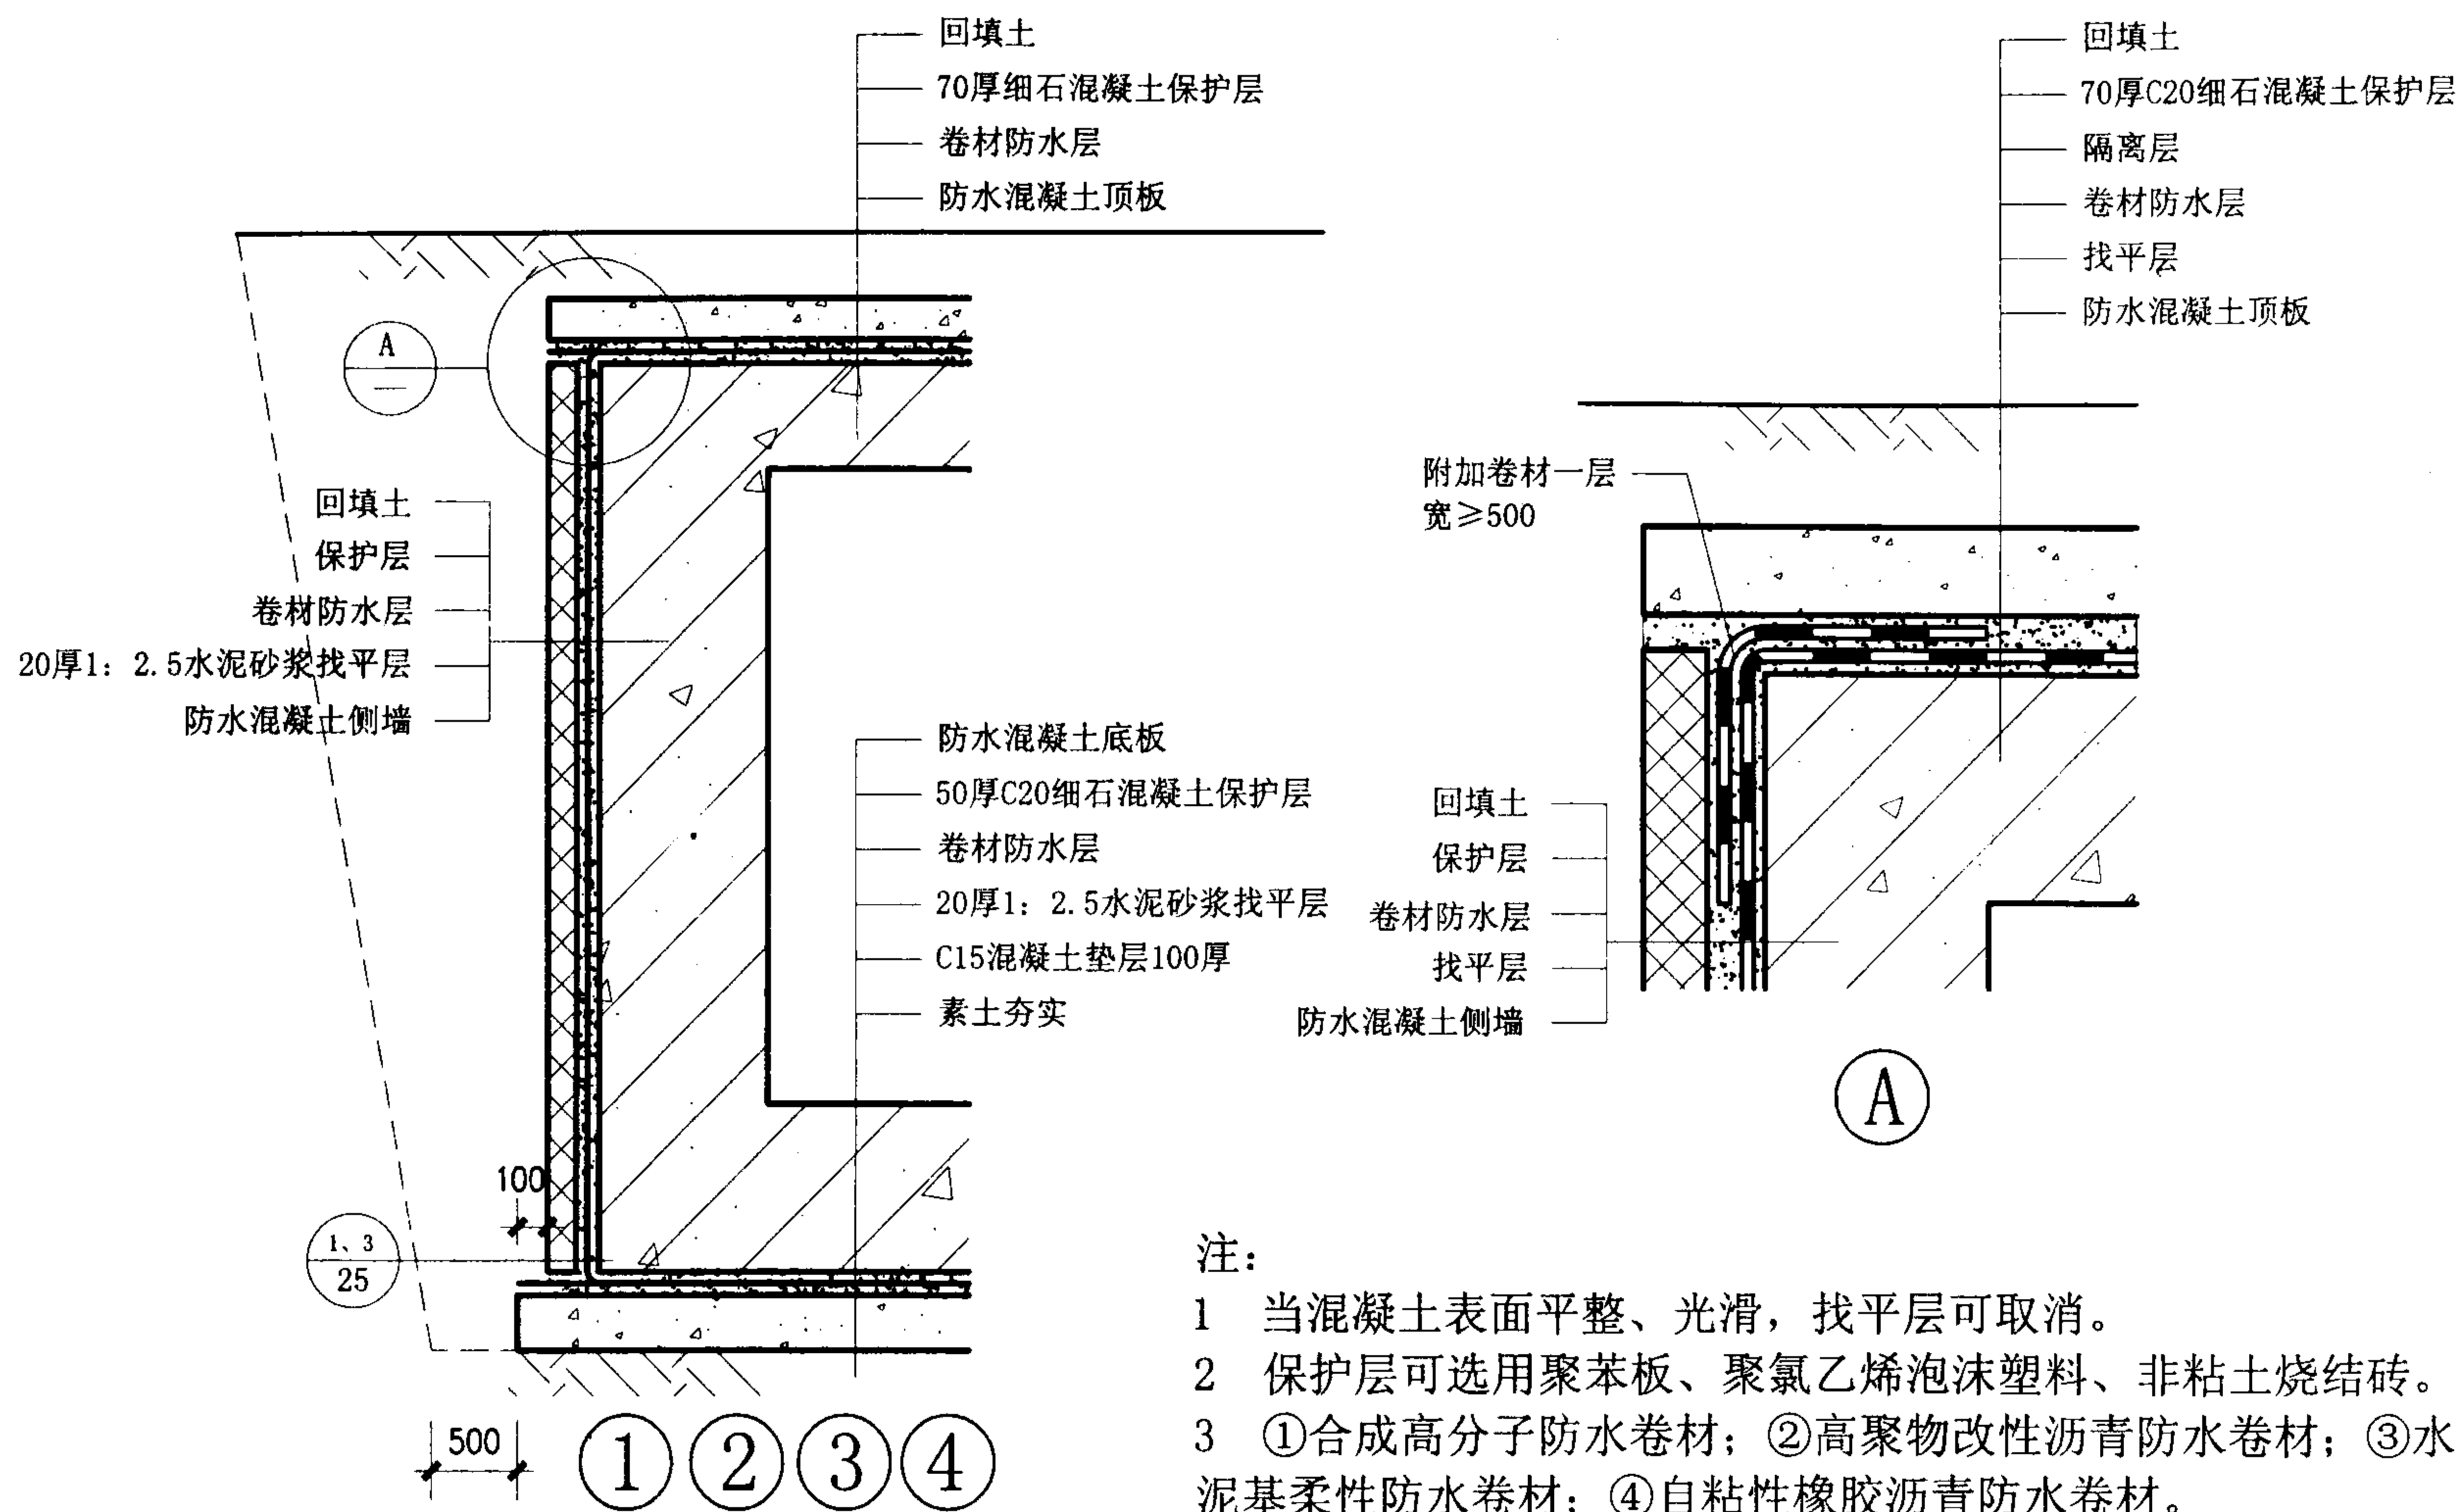 回填土
70厚细石混凝土保护层
卷材防水层
防水混凝土顶板
A
回填土
保护层
卷材防水层
20厚1：2.5水泥砂浆找平层
防水混凝土侧墙
防水混凝土底板
50厚C20细石混凝土保护层
卷材防水层
20厚1：2.5水泥砂浆找平层
C15混凝土垫层100厚
素土夯实
100
1、3
25
500
① ② ③ ④
回填土
70厚C20细石混凝土保护层
隔离层
卷材防水层
找平层
防水混凝土顶板
附加卷材一层
宽≥500
回填土
保护层
卷材防水层
找平层
防水混凝土侧墙
A
注：
1 当混凝土表面平整、光滑，找平层可取消。
2 保护层可选用聚苯板、聚氯乙烯泡沫塑料、非粘土烧结砖。
3 ①合成高分子防水卷材；②高聚物改性沥青防水卷材；③水
泥基柔性防水卷材；④自粘性橡胶沥青防水卷材。